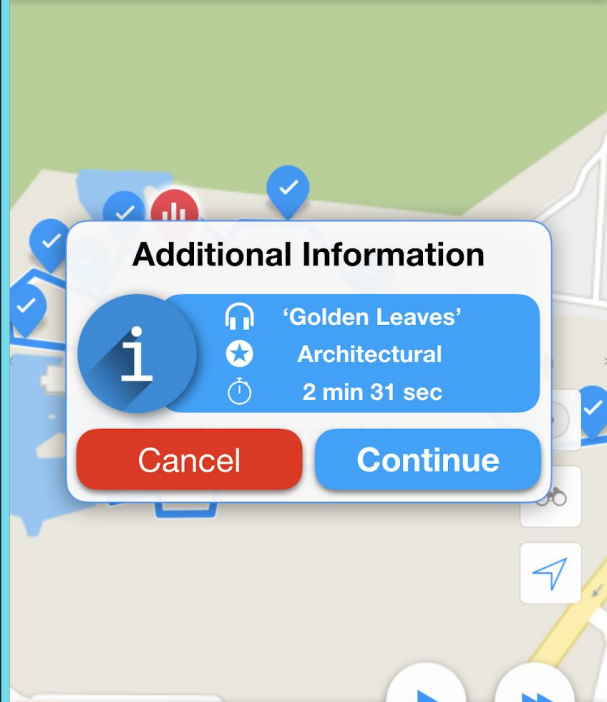 Additional Information
‘Golden Leaves’
Architectural
2 min 31 sec
Cancel
Continue